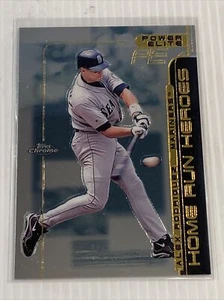 POWER
ELITE
Topps
Chrome
ALEX RODRIGUEZ
MARINERS
HOME RUN HEROES